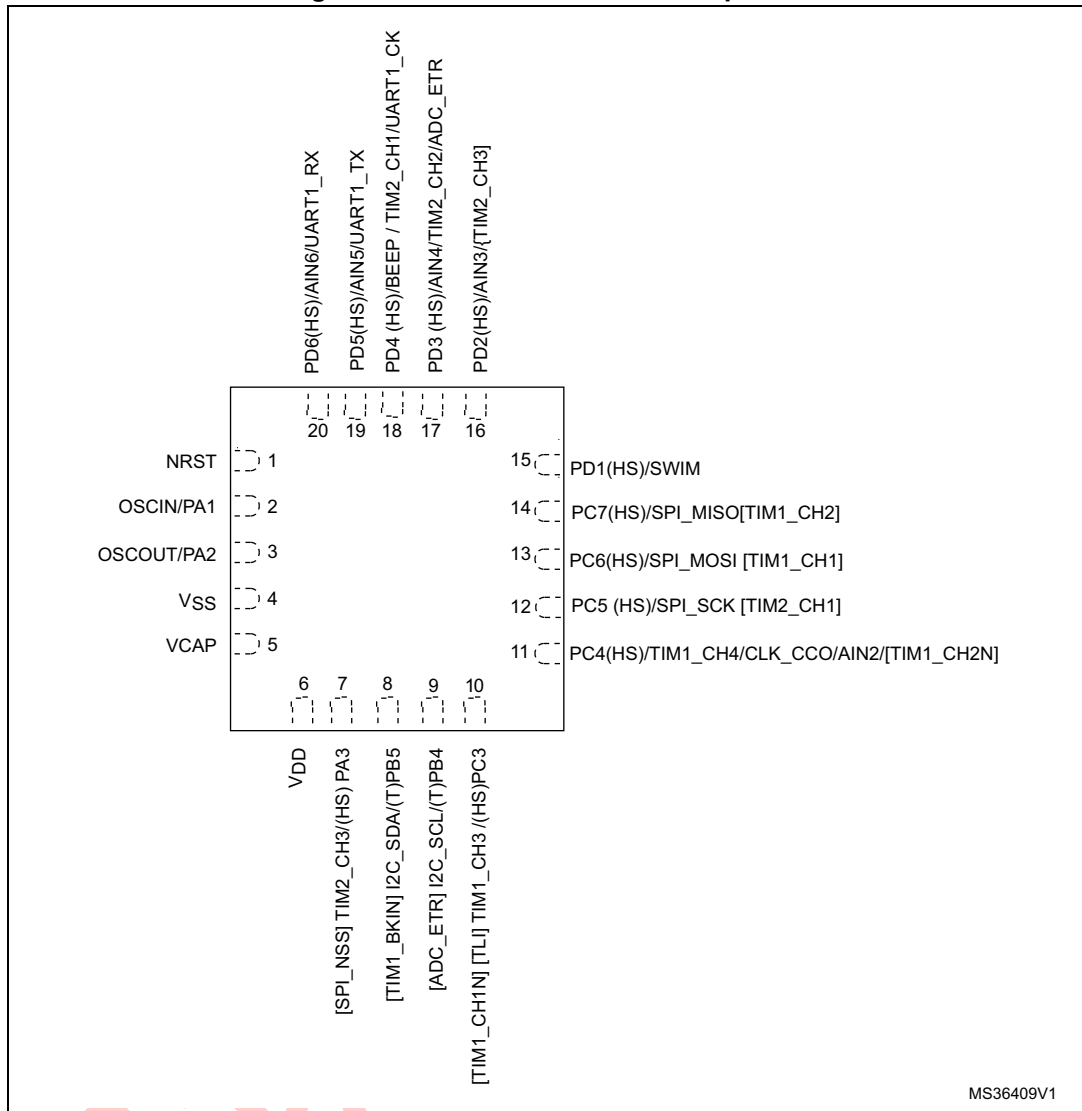 PD6(HS)/AIN6/UART1_RX
PD5(HS)/AIN5/UART1_TX
PD4 (HS)/BEEP / TIM2_CH1/UART1_CK
PD3 (HS)/AIN4/TIM2_CH2/ADC_ETR
PD2(HS)/AIN3/{TIM2_CH3]
20 19 18 17 16
NRST 1
OSCIN/PA1 2
OSCOUT/PA2 3
VSS 4
VCAP 5
15 PD1(HS)/SWIM
14 PC7(HS)/SPI_MISO[TIM1_CH2]
13 PC6(HS)/SPI_MOSI [TIM1_CH1]
12 PC5 (HS)/SPI_SCK [TIM2_CH1]
11 PC4(HS)/TIM1_CH4/CLK_CCO/AIN2/[TIM1_CH2N]
6 7 8 9 10
VDD
[SPI_NSS] TIM2_CH3/(HS) PA3
[TIM1_BKIN] I2C_SDA/(T)PB5
[ADC_ETR] I2C_SCL/(T)PB4
[TIM1_CH1N] [TLI] TIM1_CH3 /(HS)PC3
MS36409V1